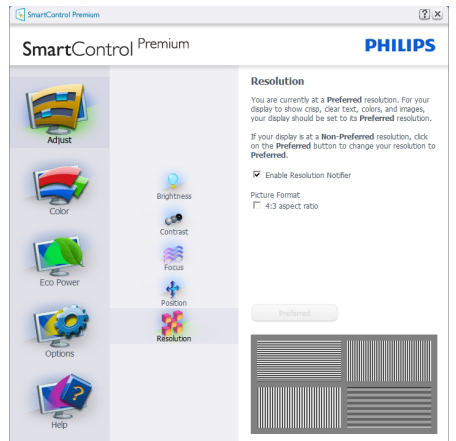 SmartControl Premium
SmartControl Premium
PHILIPS
Adjust
Color
Eco Power
Options
Help
Brightness
Contrast
Focus
Position
Resolution
Resolution
You are currently at a Preferred resolution. For your
display to show crisp, clear text, colors, and images,
your display should be set to its Preferred resolution.
If your display is at a Non-Preferred resolution, click
on the Preferred button to change your resolution to
Preferred.
Enable Resolution Notifier
Picture Format
4:3 aspect ratio
Preferred